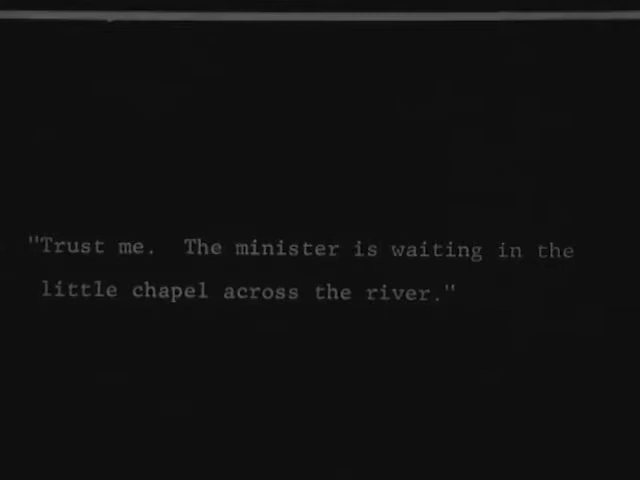 "Trust me.  The minister is waiting in the
little chapel across the river."